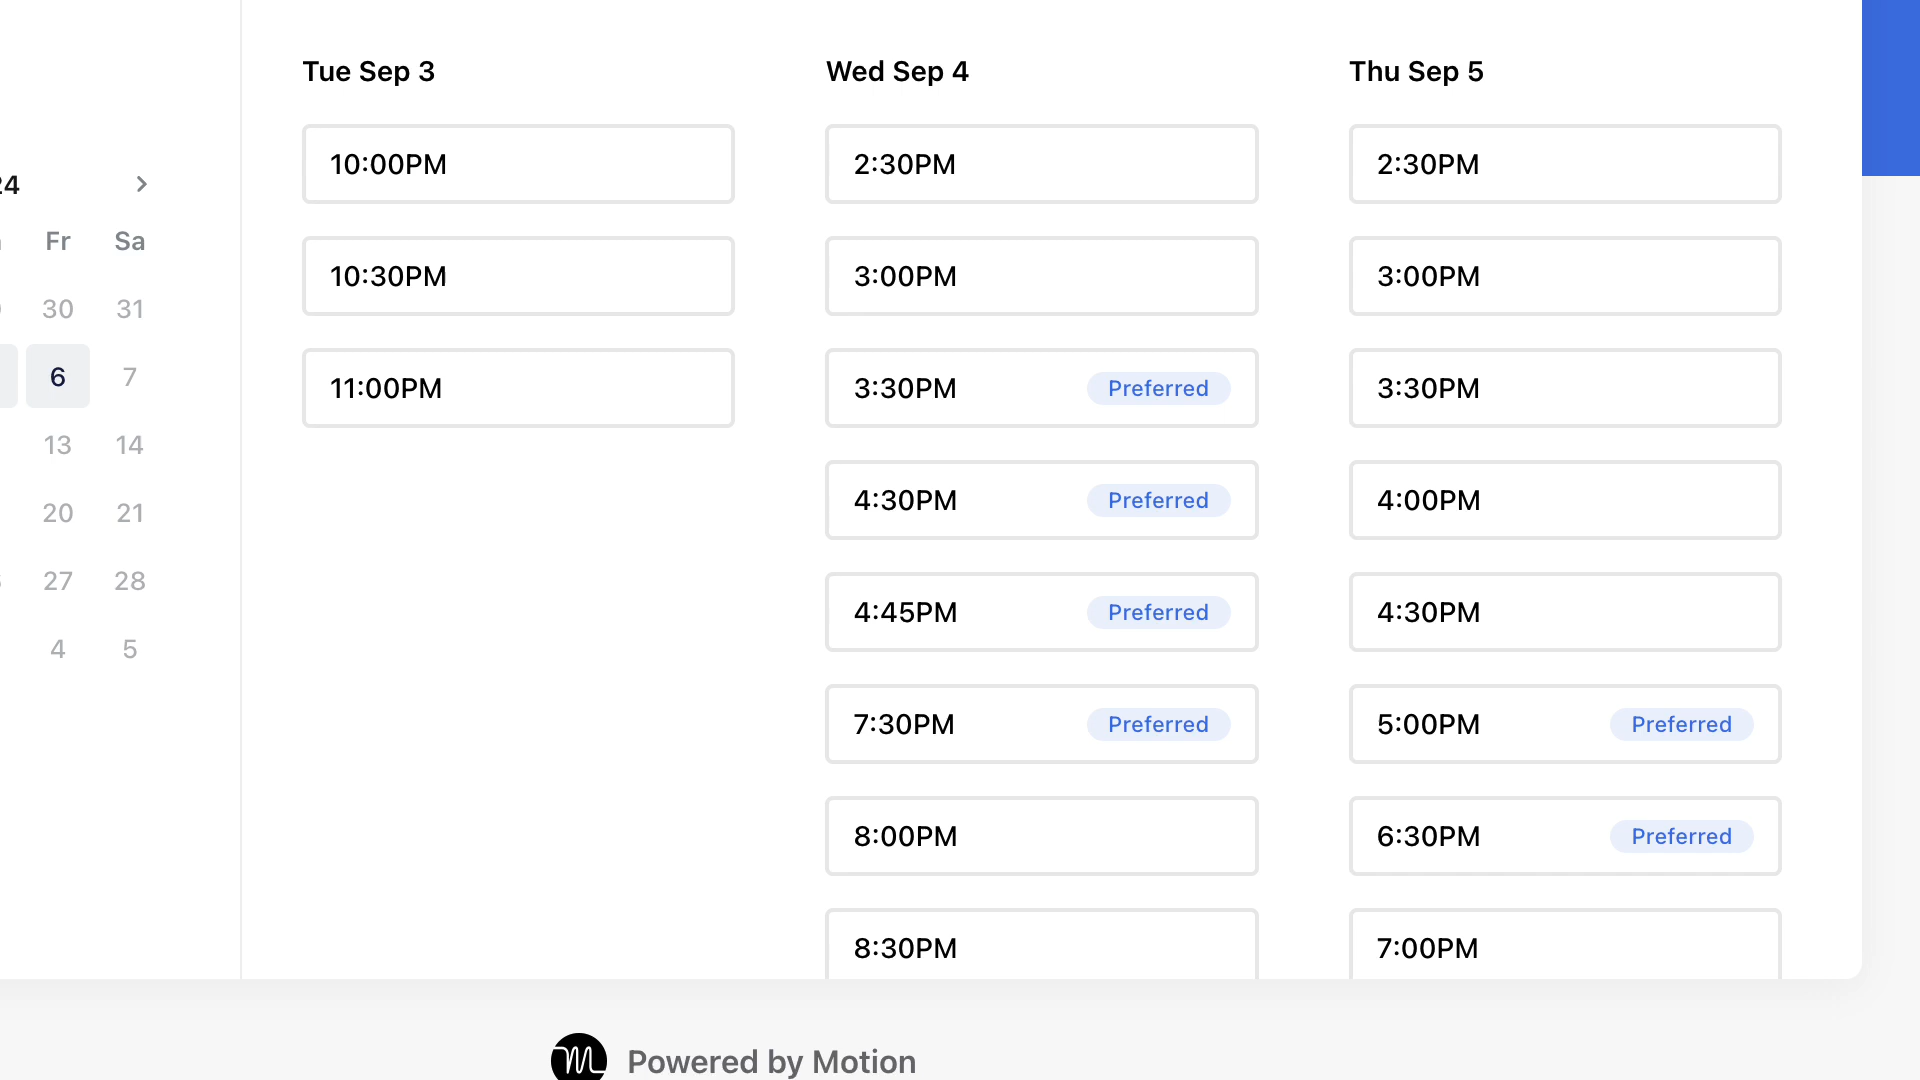 Tue Sep 3
10:00PM
10:30PM
11:00PM
Wed Sep 4
2:30PM
3:00PM
3:30PM Preferred
4:30PM Preferred
4:45PM Preferred
7:30PM Preferred
8:00PM
8:30PM
Thu Sep 5
2:30PM
3:00PM
3:30PM
4:00PM
4:30PM
5:00PM Preferred
6:30PM Preferred
7:00PM
24 >
Fr Sa
30 31
6 7
13 14
20 21
27 28
4 5
Powered by Motion